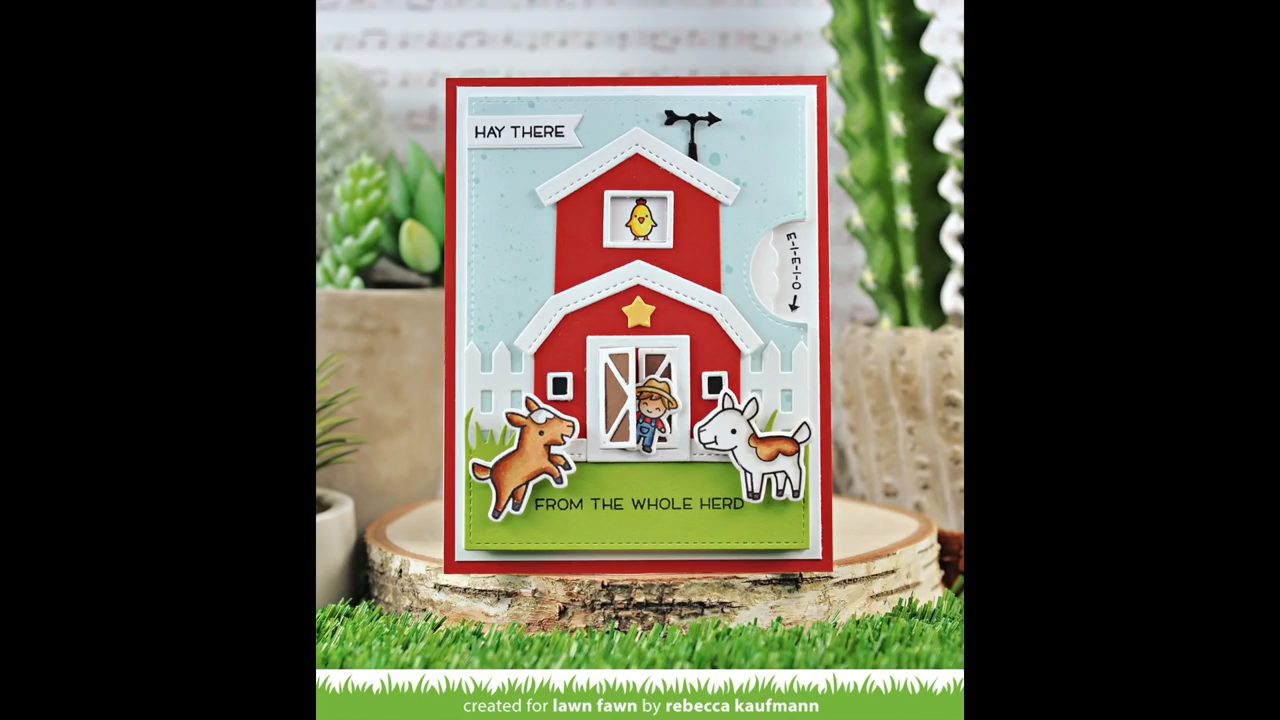 HAY THERE
E-I-E-I-O
FROM THE WHOLE HERD
created for lawn fawn by rebecca kaufmann